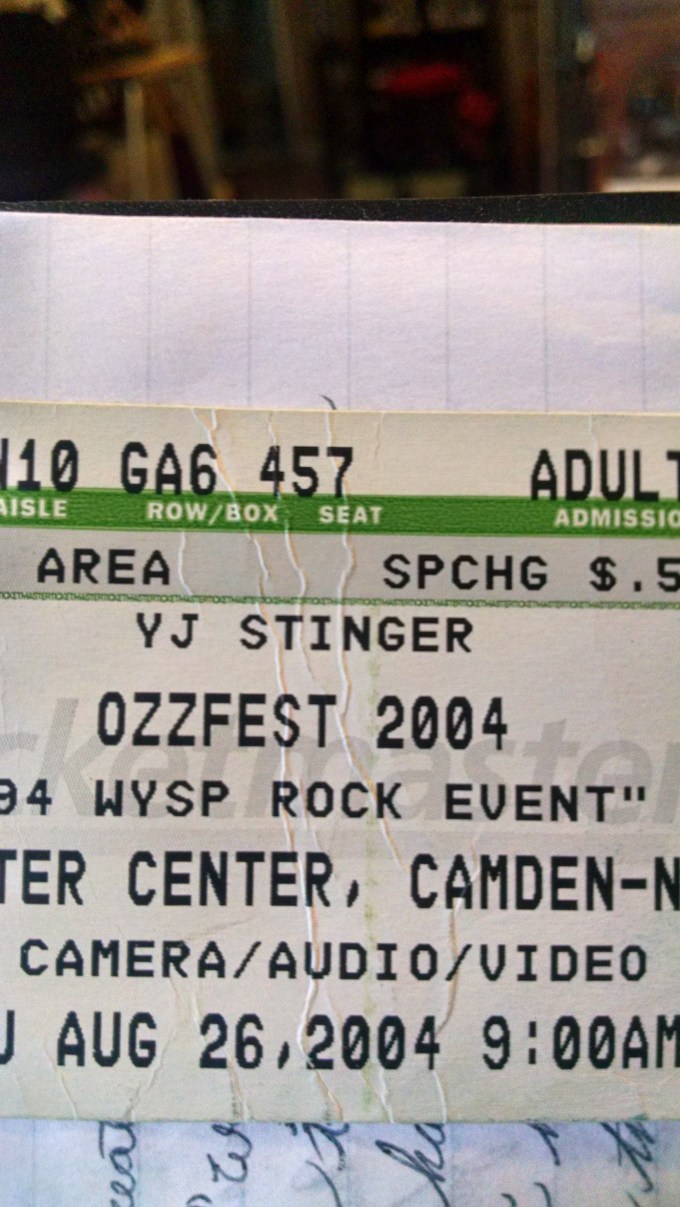 N10 GA6 457 ADULT
AISLE ROW/BOX SEAT ADMISSIO
AREA SPCHG $.5
YJ STINGER
OZZFEST 2004
94 WYSP ROCK EVENT"
TER CENTER, CAMDEN-N
CAMERA/AUDIO/VIDEO
U AUG 26,2004 9:00AM